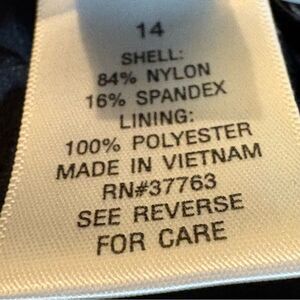 14
SHELL:
84% NYLON
16% SPANDEX
LINING:
100% POLYESTER
MADE IN VIETNAM
RN#37763
SEE REVERSE
FOR CARE